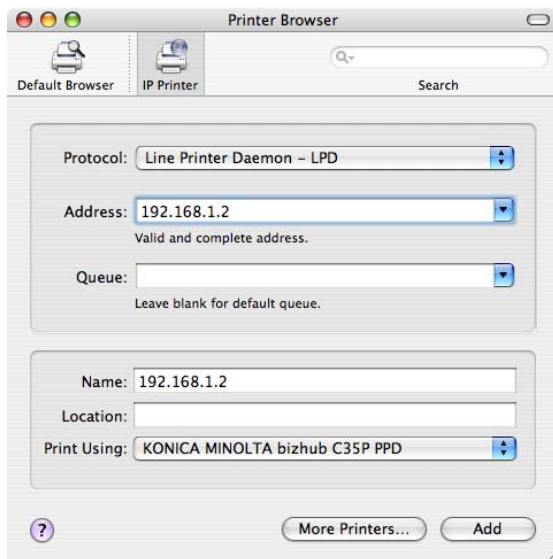 Printer Browser
Default Browser
IP Printer
Search
Protocol: Line Printer Daemon – LPD
Address: 192.168.1.2
Valid and complete address.
Queue:
Leave blank for default queue.
Name: 192.168.1.2
Location:
Print Using: KONICA MINOLTA bizhub C35P PPD
?
More Printers...
Add